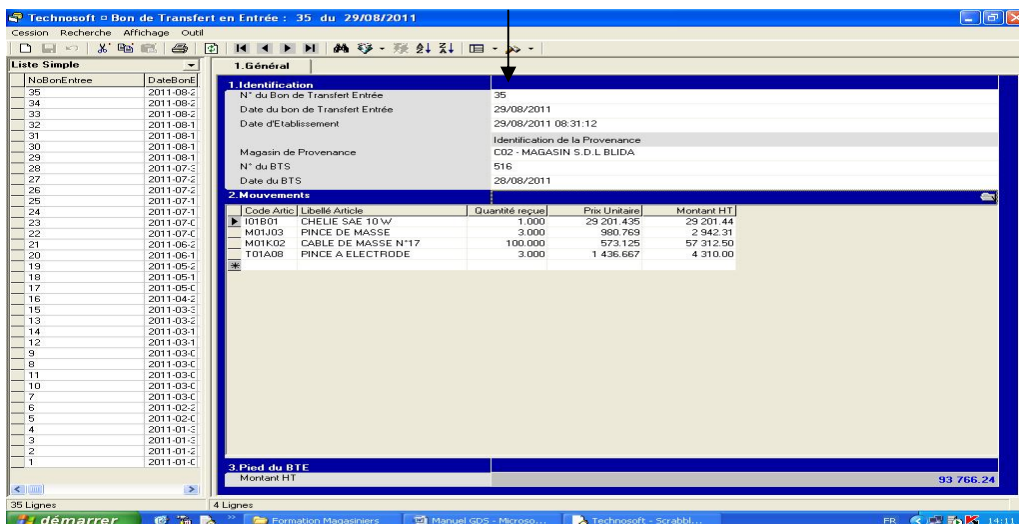 Technosoft ¤ Bon de Transfert en Entrée : 35 du 29/08/2011
Cession Recherche Affichage Outil
Liste Simple
NoBonEntree DateBonE
35 2011-08-2
34 2011-08-2
33 2011-08-2
32 2011-08-1
31 2011-08-1
30 2011-08-1
29 2011-08-1
28 2011-07-3
27 2011-07-2
26 2011-07-2
25 2011-07-1
24 2011-07-1
23 2011-07-0
22 2011-07-0
21 2011-06-2
20 2011-06-1
19 2011-05-2
18 2011-05-1
17 2011-05-0
16 2011-04-2
15 2011-03-3
13 2011-03-2
14 2011-03-1
12 2011-03-1
9 2011-03-0
8 2011-03-0
11 2011-03-0
10 2011-03-0
7 2011-03-0
6 2011-02-2
5 2011-02-0
4 2011-01-3
3 2011-01-3
2 2011-01-2
1 2011-01-0
35 Lignes
1.Général
1.Identification
N° du Bon de Transfert Entrée 35
Date du bon de Transfert Entrée 29/08/2011
Date d'Etablissement 29/08/2011 08:31:12
Identification de la Provenance
Magasin de Provenance C02 - MAGASIN S.D.L BLIDA
N° du BTS 516
Date du BTS 28/08/2011
2.Mouvements
Code Artic Libellé Article Quantité reçue Prix Unitaire Montant HT
I01B01 CHELIE SAE 10 W 1.000 29 201.435 29 201.44
M01J03 PINCE DE MASSE 3.000 980.769 2 942.31
M01K02 CABLE DE MASSE N°17 100.000 573.125 57 312.50
T01A08 PINCE A ELECTRODE 3.000 1 436.667 4 310.00
3.Pied du BTE
Montant HT 93 766.24
4 Lignes
démarrer Formation Magasiniers Manuel GDS - Microso... Technosoft - Scrabbl... FR 14:11